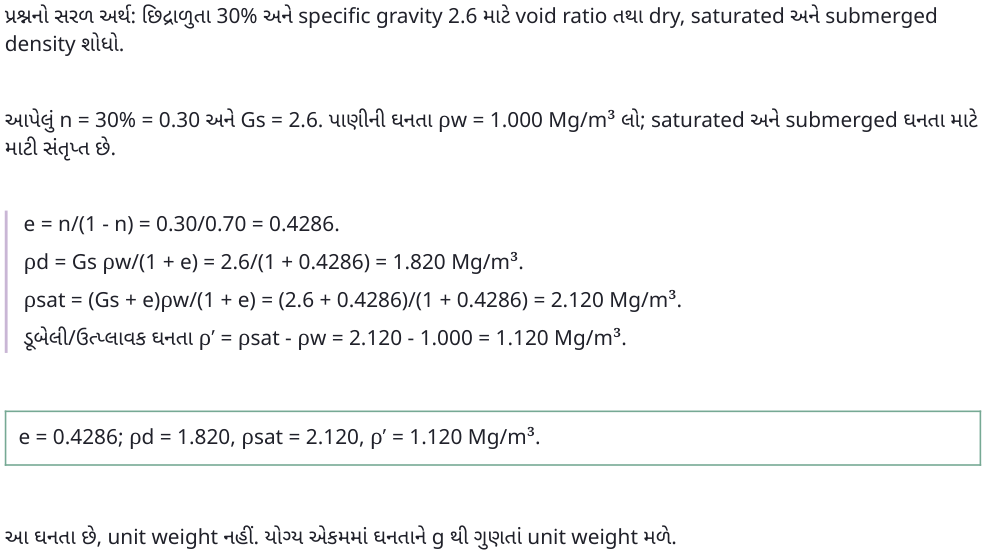 પ્રશ્નનો સરળ અર્થ: છિદ્રાળુતા 30% અને specific gravity 2.6 માટે void ratio તથા dry, saturated અને submerged
density શોધો.
આપેલું n = 30% = 0.30 અને Gs = 2.6. પાણીની ઘનતા ρw = 1.000 Mg/m³ લો; saturated અને submerged ઘનતા માટે
માટી સંતૃપ્ત છે.
e = n/(1 - n) = 0.30/0.70 = 0.4286.
ρd = Gs ρw/(1 + e) = 2.6/(1 + 0.4286) = 1.820 Mg/m³.
ρsat = (Gs + e)ρw/(1 + e) = (2.6 + 0.4286)/(1 + 0.4286) = 2.120 Mg/m³.
ડૂબેલી/ઉત્પ્લાવક ઘનતા ρ′ = ρsat - ρw = 2.120 - 1.000 = 1.120 Mg/m³.
e = 0.4286; ρd = 1.820, ρsat = 2.120, ρ′ = 1.120 Mg/m³.
આ ઘનતા છે, unit weight નહીં. યોગ્ય એકમમાં ઘનતાને g થી ગુણતાં unit weight મળે.